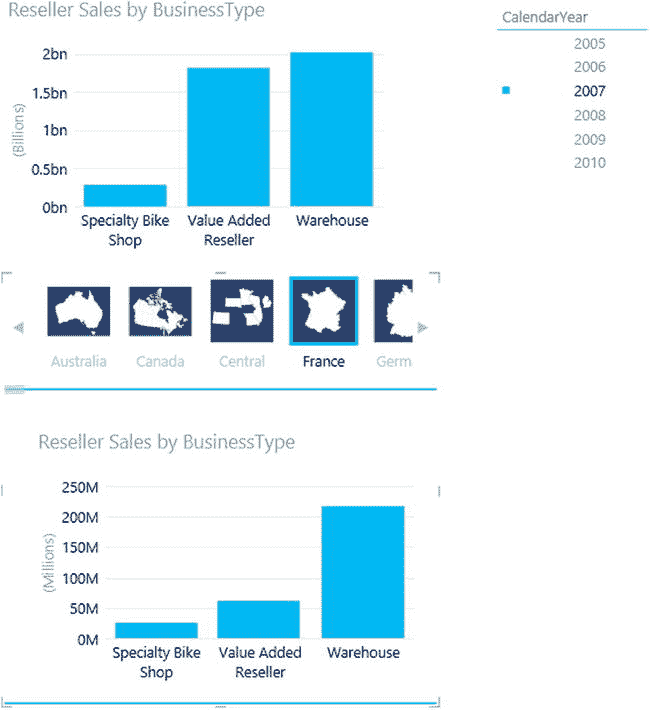 Reseller Sales by BusinessType
2bn
1.5bn
1bn
0.5bn
0bn
(Billions)
Specialty Bike
Shop
Value Added
Reseller
Warehouse
CalendarYear
2005
2006
2007
2008
2009
2010
Australia
Canada
Central
France
Germ
Reseller Sales by BusinessType
250M
200M
150M
100M
50M
0M
(Millions)
Specialty Bike
Shop
Value Added
Reseller
Warehouse